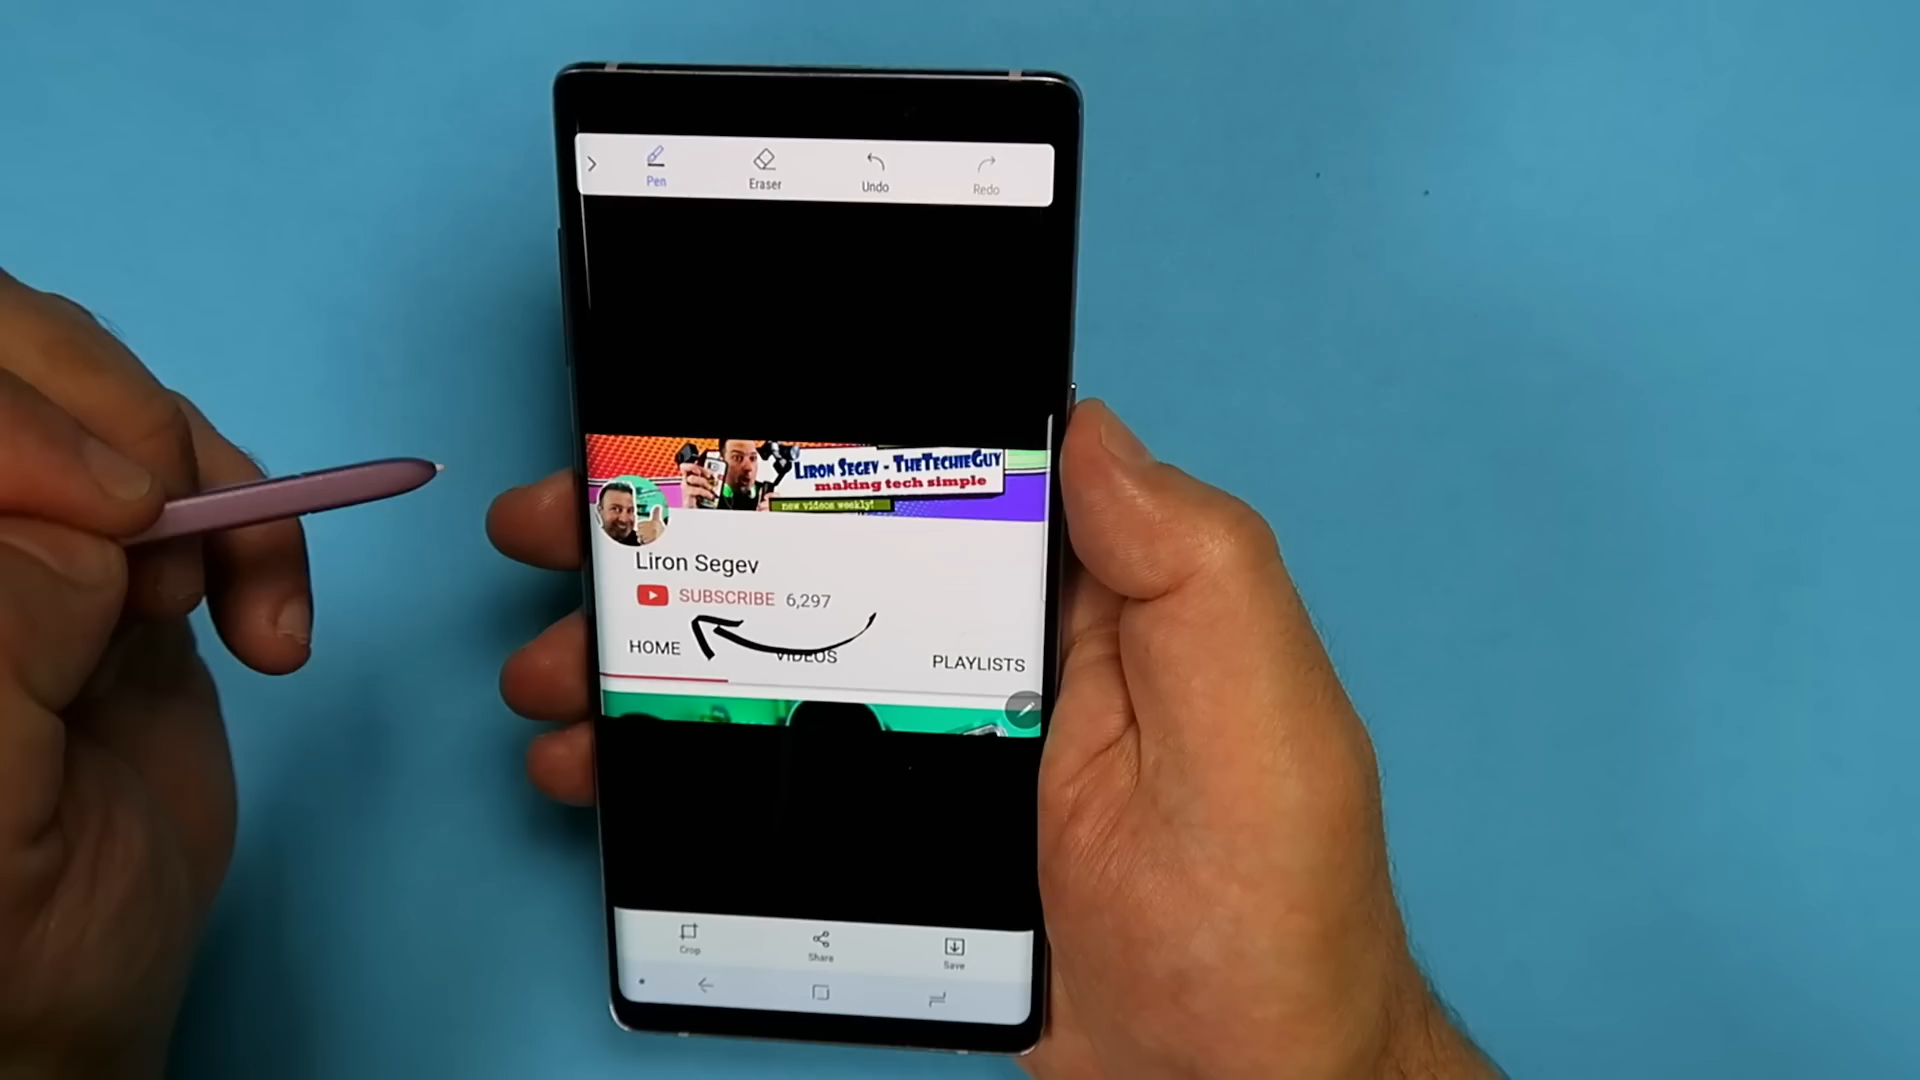 Pen Eraser Undo Redo
LIRON SEGEV - THETECHIEGUY
making tech simple
new videos weekly!
Liron Segev
SUBSCRIBE 6,297
HOME VIDEOS PLAYLISTS
Crop Share Save